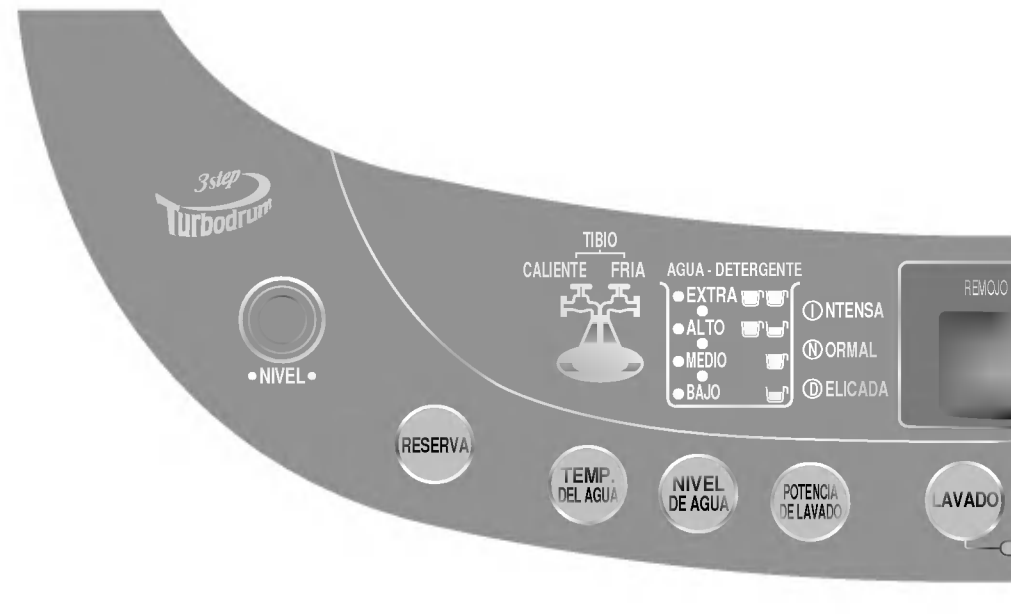 3step
Turbodrum
NIVEL
TIBIO
CALIENTE FRIA
AGUA - DETERGENTE
EXTRA
ALTO
MEDIO
BAJO
INTENSA
NORMAL
DELICADA
REMOJO
RESERVA
TEMP.
DEL AGUA
NIVEL
DE AGUA
POTENCIA
DE LAVADO
LAVADO